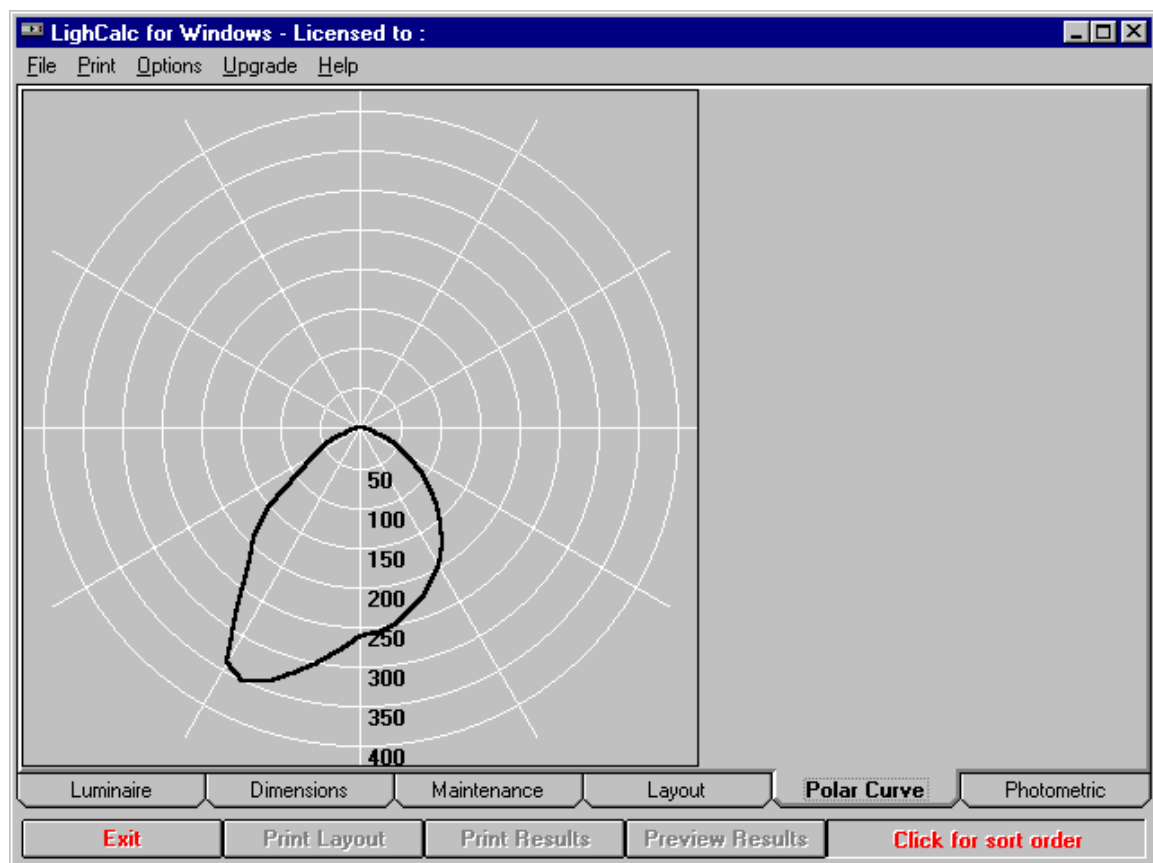 LighCalc for Windows - Licensed to :
File Print Options Upgrade Help
50
100
150
200
250
300
350
400
Luminaire Dimensions Maintenance Layout Polar Curve Photometric
Exit Print Layout Print Results Preview Results Click for sort order